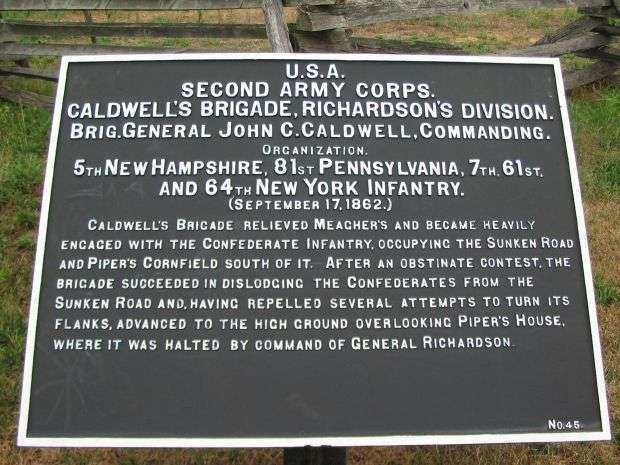 U.S.A.
SECOND ARMY CORPS.
CALDWELL'S BRIGADE, RICHARDSON'S DIVISION.
BRIG. GENERAL JOHN C. CALDWELL, COMMANDING.
ORGANIZATION.
5TH NEW HAMPSHIRE, 81ST PENNSYLVANIA, 7TH, 61ST,
AND 64TH NEW YORK INFANTRY.
(SEPTEMBER 17, 1862.)
CALDWELL'S BRIGADE RELIEVED MEAGHER'S AND BECAME HEAVILY
ENGAGED WITH THE CONFEDERATE INFANTRY, OCCUPYING THE SUNKEN ROAD
AND PIPER'S CORNFIELD SOUTH OF IT. AFTER AN OBSTINATE CONTEST, THE
BRIGADE SUCCEEDED IN DISLODGING THE CONFEDERATES FROM THE
SUNKEN ROAD AND, HAVING REPELLED SEVERAL ATTEMPTS TO TURN ITS
FLANKS, ADVANCED TO THE HIGH GROUND OVERLOOKING PIPER'S HOUSE,
WHERE IT WAS HALTED BY COMMAND OF GENERAL RICHARDSON.
NO. 45.